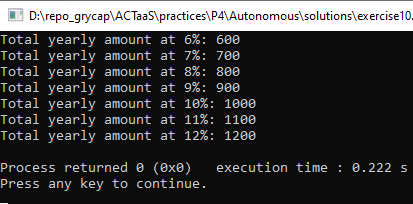 D:\repo_grycap\ACTaaS\practices\P4\Autonomous\solutions\exercise10.
Total yearly amount at 6%: 600
Total yearly amount at 7%: 700
Total yearly amount at 8%: 800
Total yearly amount at 9%: 900
Total yearly amount at 10%: 1000
Total yearly amount at 11%: 1100
Total yearly amount at 12%: 1200
Process returned 0 (0x0)   execution time : 0.222 s
Press any key to continue.